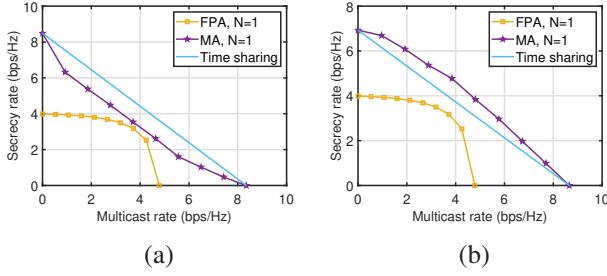 10
8
6
4
2
0
Secrecy rate (bps/Hz)
FPA, N=1
MA, N=1
Time sharing
0 2 4 6 8 10
Multicast rate (bps/Hz)
(a)
8
6
4
2
0
Secrecy rate (bps/Hz)
FPA, N=1
MA, N=1
Time sharing
0 2 4 6 8 10
Multicast rate (bps/Hz)
(b)